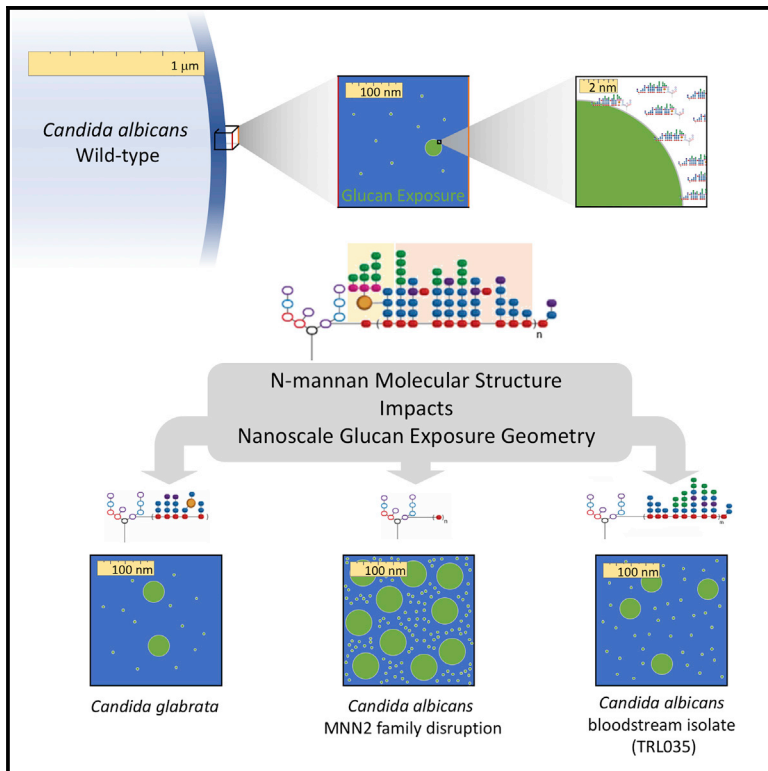 1 μm
Candida albicans
Wild-type
100 nm
Glucan Exposure
2 nm
n
N-mannan Molecular Structure
Impacts
Nanoscale Glucan Exposure Geometry
n
100 nm
Candida glabrata
n
100 nm
Candida albicans
MNN2 family disruption
100 nm
Candida albicans
bloodstream isolate
(TRL035)